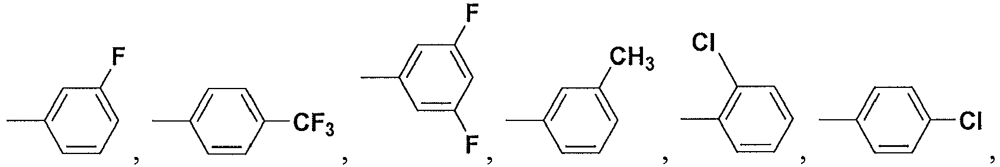 F
F
CH3
Cl
F
CF3
F
Cl
, , , , , ,